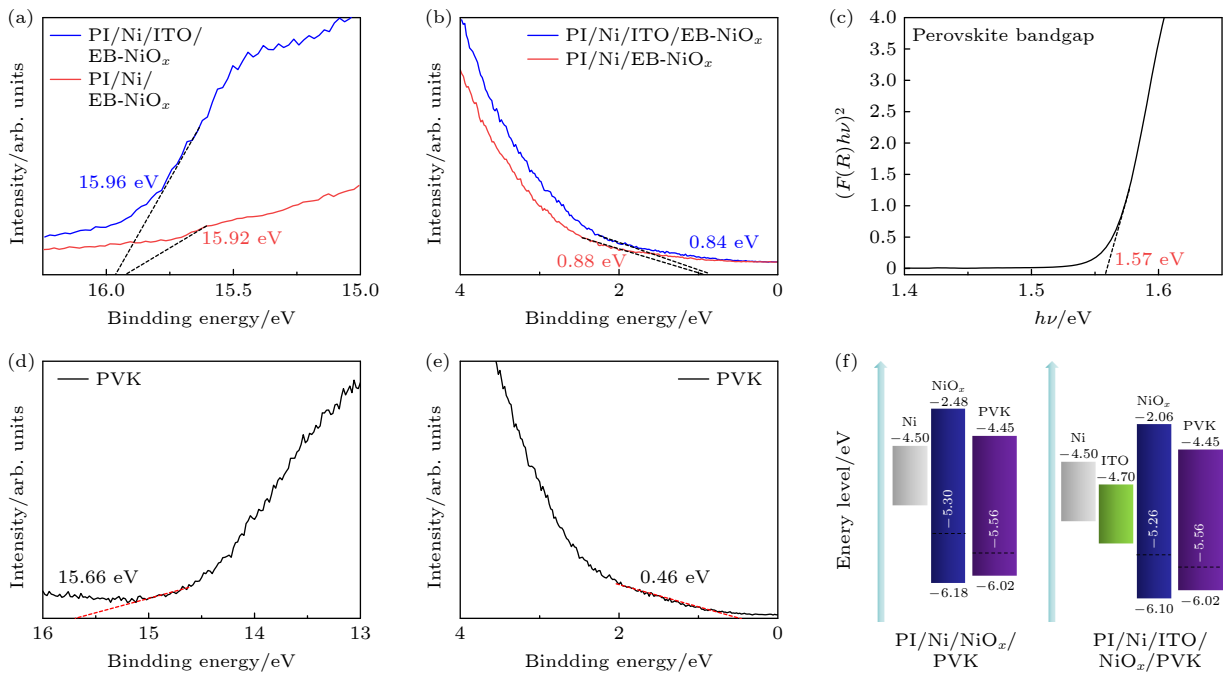 (a)
PI/Ni/ITO/
EB-NiOₓ
PI/Ni/
EB-NiOₓ
15.96 eV
15.92 eV
Intensity/arb. units
16.0 15.5 15.0
Bindding energy/eV
(b)
PI/Ni/ITO/EB-NiOₓ
PI/Ni/EB-NiOₓ
0.84 eV
0.88 eV
Intensity/arb. units
4 2 0
Bindding energy/eV
(c)
Perovskite bandgap
4.0
3.5
3.0
2.5
2.0
1.5
1.0
0.5
0
(F(R)hν)²
1.57 eV
1.4 1.5 1.6
hν/eV
(d)
PVK
15.66 eV
Intensity/arb. units
16 15 14 13
Bindding energy/eV
(e)
PVK
0.46 eV
Intensity/arb. units
4 2 0
Bindding energy/eV
(f)
Enery level/eV
Ni
−4.50
NiOₓ
−2.48
−5.30
−6.18
PVK
−4.45
−5.56
−6.02
PI/Ni/NiOₓ/
PVK
Ni
−4.50
ITO
−4.70
NiOₓ
−2.06
−5.26
−6.10
PVK
−4.45
−5.56
−6.02
PI/Ni/ITO/
NiOₓ/PVK